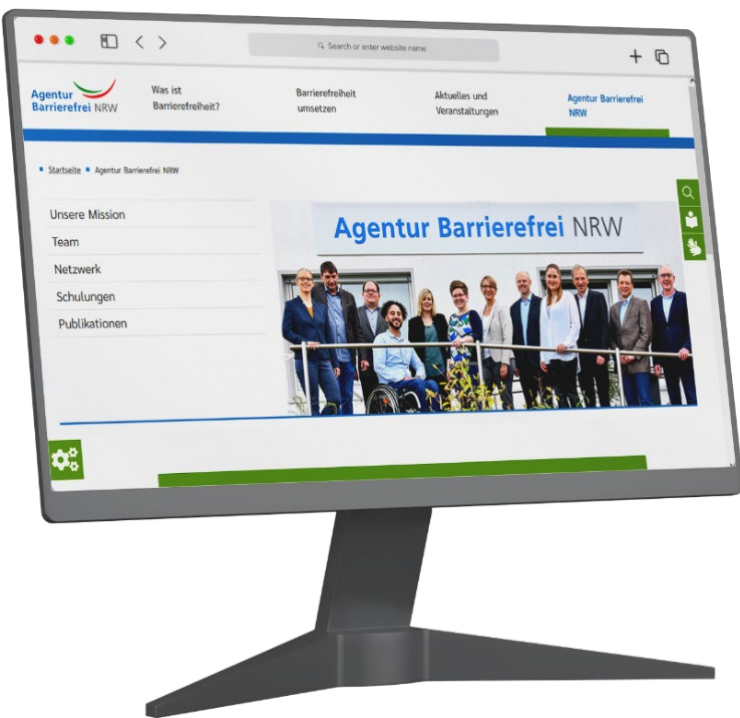 Search or enter website name
Agentur
Barrierefrei NRW
Was ist
Barrierefreiheit?
Barrierefreiheit
umsetzen
Aktuelles und
Veranstaltungen
Agentur Barrierefrei
NRW
Startseite Agentur Barrierefrei NRW
Unsere Mission
Team
Netzwerk
Schulungen
Publikationen
Agentur Barrierefrei NRW